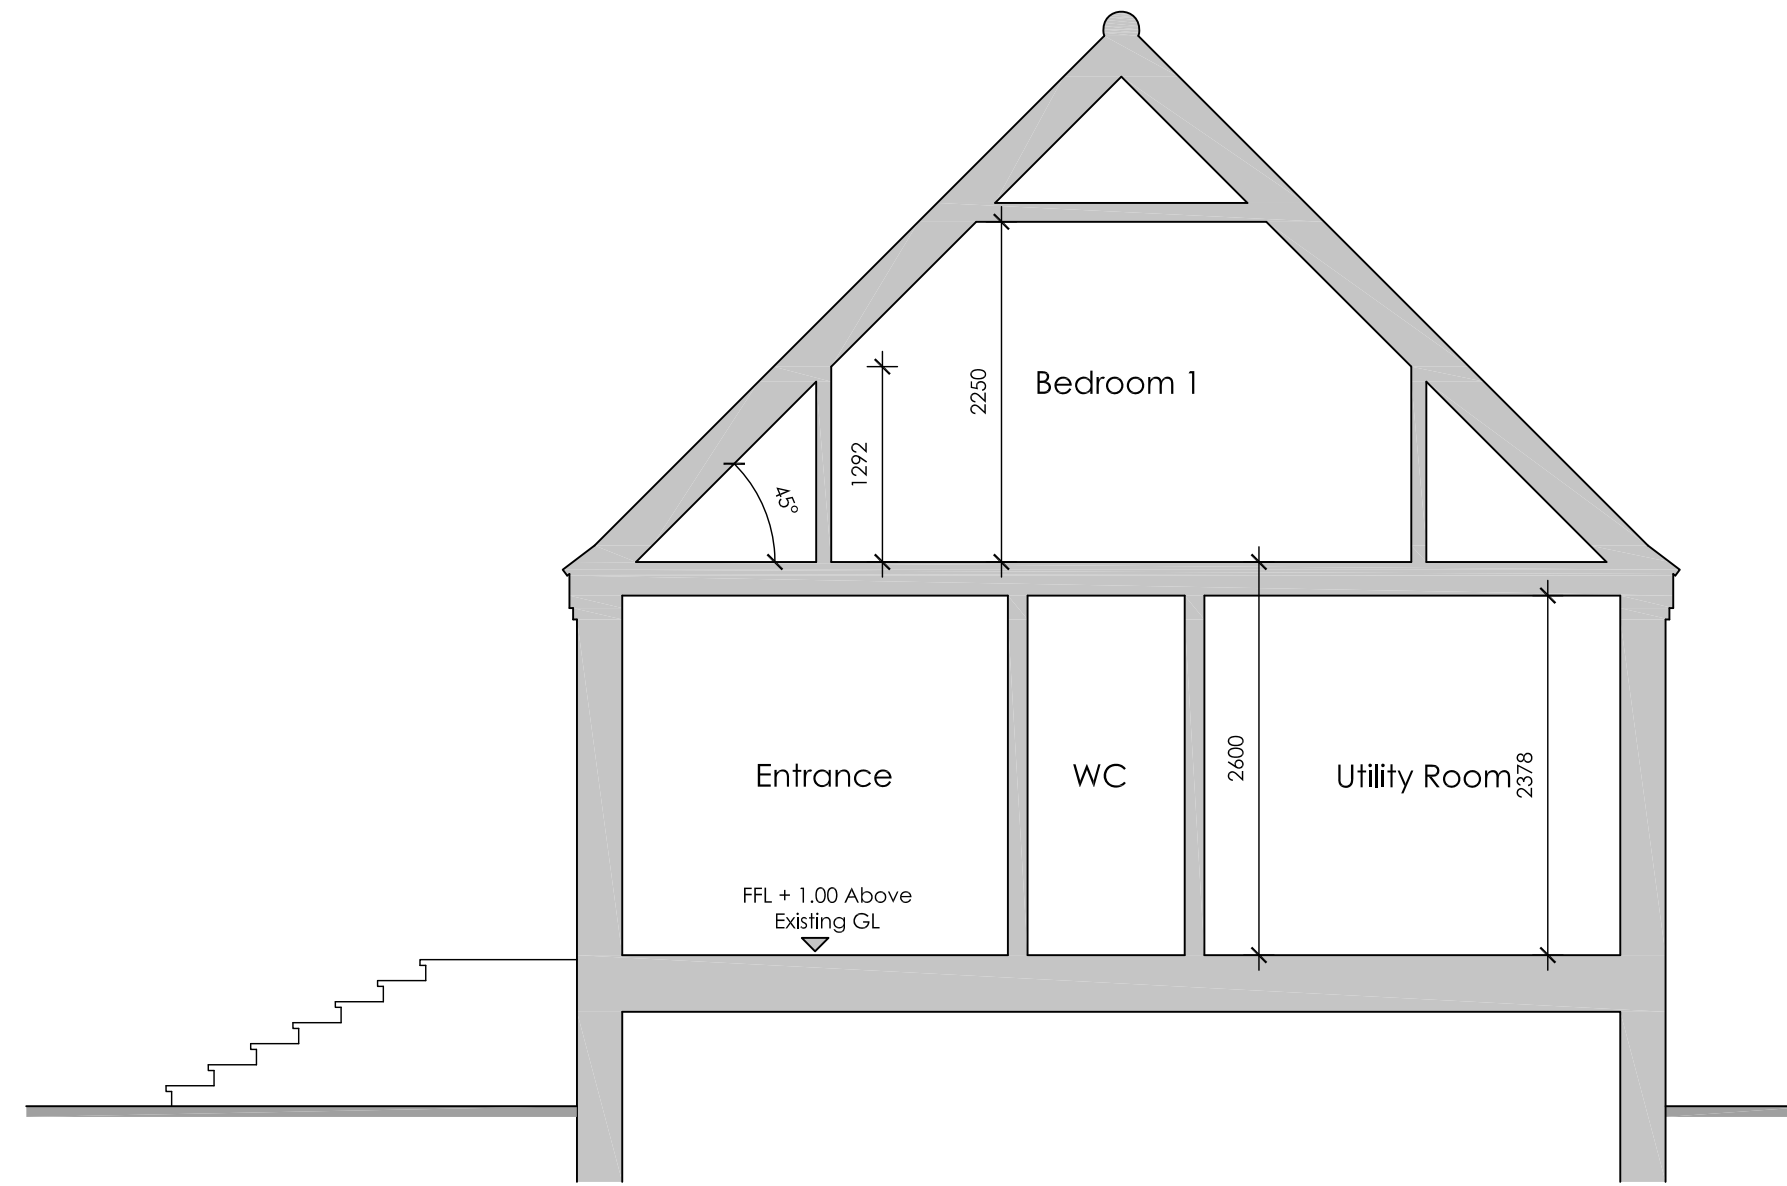 2250
Bedroom 1
1292
45°
2600
2378
Entrance
WC
Utility Room
FFL + 1.00 Above
Existing GL